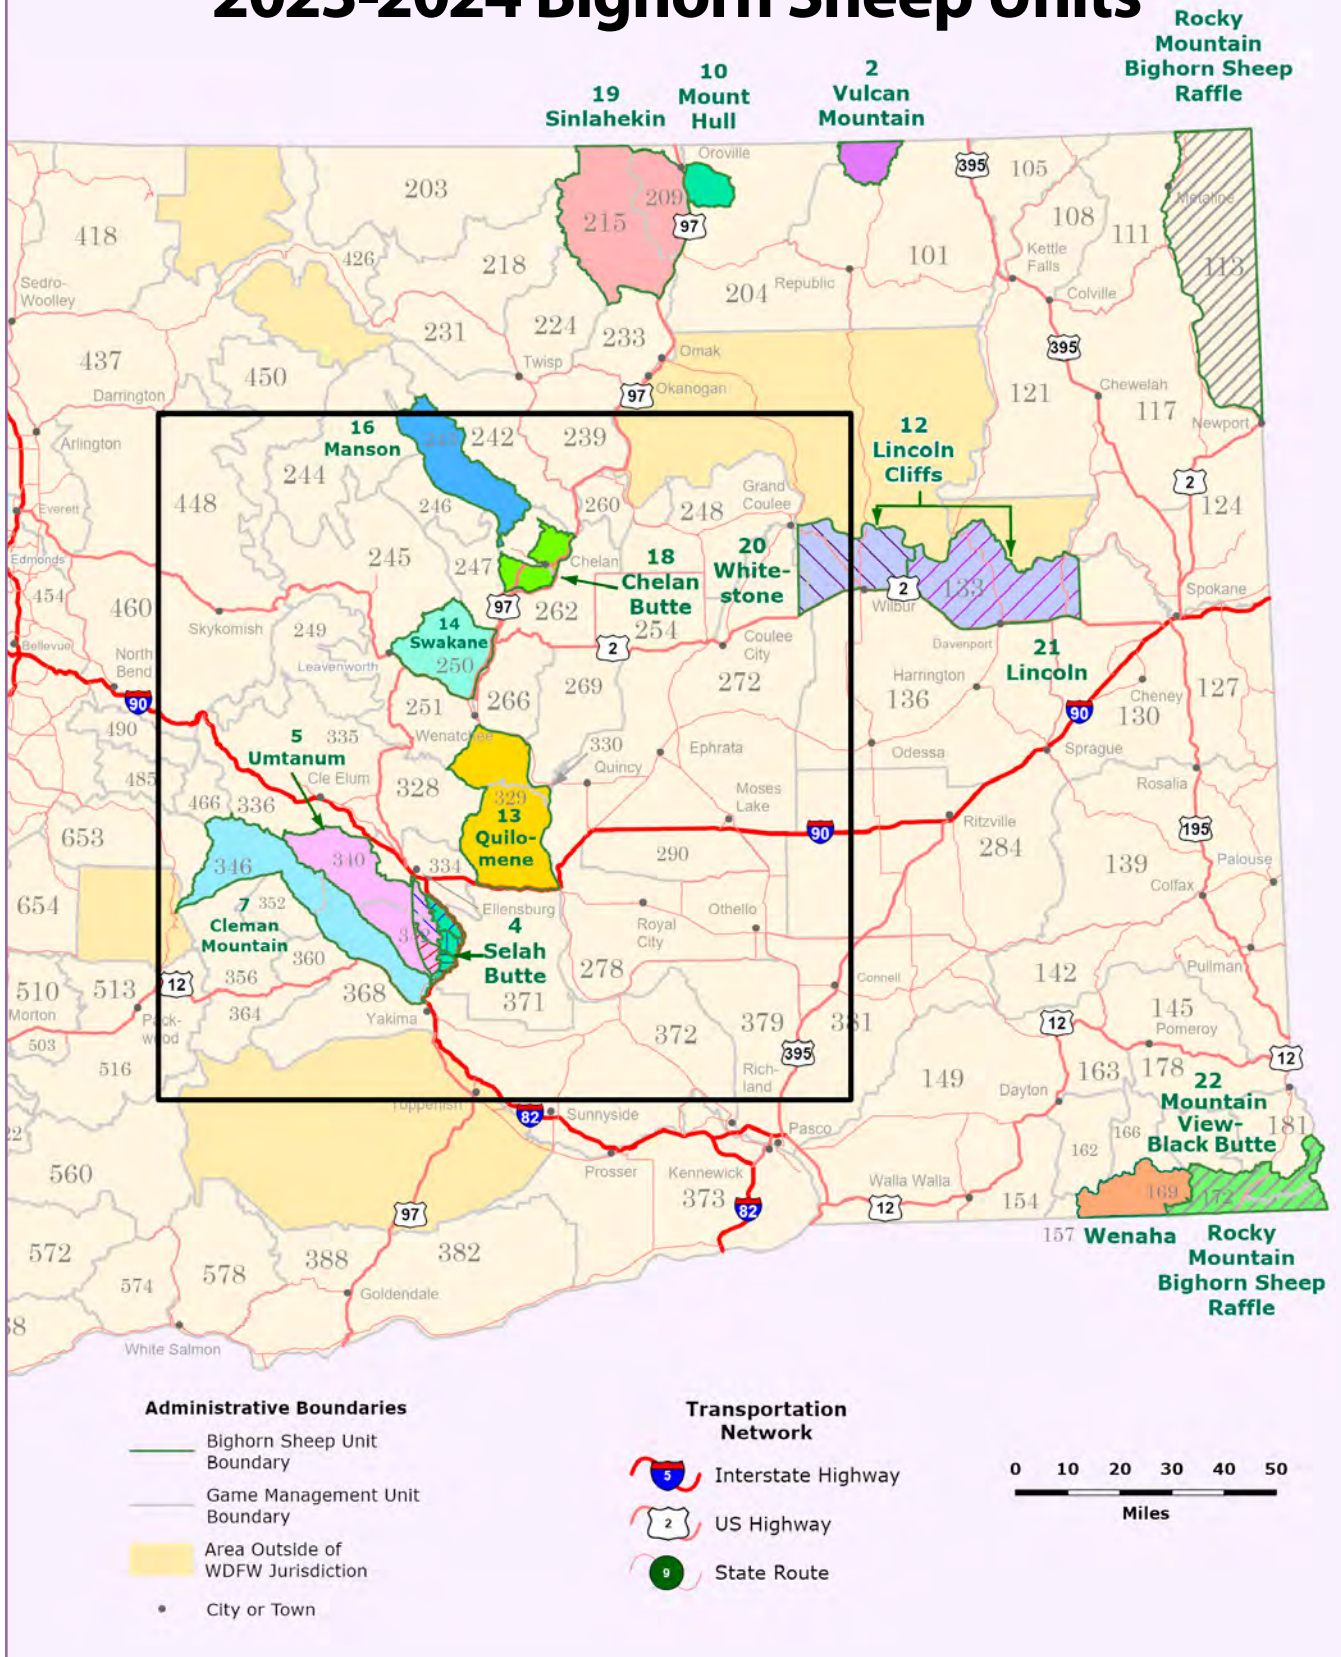 2023-2024 Bighorn Sheep Units
Rocky
Mountain
Bighorn Sheep
Raffle
19
Sinlahekin
10
Mount
Hull
2
Vulcan
Mountain
Oroville
395
105
Metaline
203
209
215
97
108
111
418
426
218
101
Kettle
Falls
113
Sedro-
Woolley
204
Republic
Colville
231
224
233
437
Twisp
Omak
395
450
Okanogan
97
121
Chewelah
117
Darrington
Newport
Arlington
16
Manson
243
242
239
12
Lincoln
Cliffs
244
2
448
246
260
248
Grand
Coulee
124
Everett
Edmonds
245
247
Chelan
18
Chelan
Butte
20
White-
stone
133
2
454
460
97
262
Wilbur
Spokane
Skykomish
249
14
Swakane
254
2
Coulee
City
Davenport
21
Lincoln
Bellevue
North
Bend
Leavenworth
250
269
272
Harrington
136
Cheney
127
90
251
266
90
130
490
335
5
Umtanum
Wenatchee
330
Ephrata
Odessa
Sprague
485
Cle Elum
328
Quincy
Rosalia
466
336
329
13
Quilo-
mene
Moses
Lake
90
Ritzville
195
653
284
346
340
334
290
139
Palouse
Colfax
654
7
Cleman
Mountain
352
342
Ellensburg
4
Selah
Butte
Royal
City
Othello
360
278
142
Pullman
510
513
12
356
Connell
Morton
Pack-
wood
364
368
Yakima
371
372
379
381
12
145
Pomeroy
503
395
12
516
Rich-
land
149
163
178
22
Mountain
View-
Black Butte
Dayton
Toppenish
82
Sunnyside
Pasco
22
166
181
162
560
Prosser
Kennewick
373
Walla Walla
154
169
172
97
82
12
157
Wenaha
Rocky
Mountain
Bighorn Sheep
Raffle
572
574
578
388
382
Goldendale
White Salmon
Administrative Boundaries
Bighorn Sheep Unit
Boundary
Game Management Unit
Boundary
Area Outside of
WDFW Jurisdiction
City or Town
Transportation
Network
5
Interstate Highway
2
US Highway
9
State Route
0 10 20 30 40 50
Miles